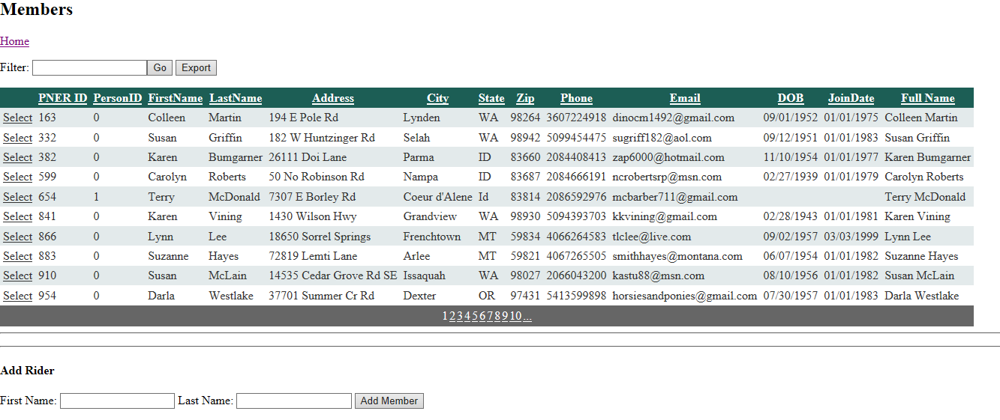 Members
Home
Filter: Go Export
PNER ID PersonID FirstName LastName Address City State Zip Phone Email DOB JoinDate Full Name
Select 163 0 Colleen Martin 194 E Pole Rd Lynden WA 98264 3607224918 dinocm1492@gmail.com 09/01/1952 01/01/1975 Colleen Martin
Select 332 0 Susan Griffin 182 W Huntzinger Rd Selah WA 98942 5099454475 sugriff182@aol.com 09/12/1951 01/01/1983 Susan Griffin
Select 382 0 Karen Bumgarner 26111 Doi Lane Parma ID 83660 2084408413 zap6000@hotmail.com 11/10/1954 01/01/1977 Karen Bumgarner
Select 599 0 Carolyn Roberts 50 No Robinson Rd Nampa ID 83687 2084666191 ncrobertsrp@msn.com 02/27/1939 01/01/1979 Carolyn Roberts
Select 654 1 Terry McDonald 7307 E Borley Rd Coeur d'Alene Id 83814 2086592976 mcbarber711@gmail.com Terry McDonald
Select 841 0 Karen Vining 1430 Wilson Hwy Grandview WA 98930 5094393703 kkvining@gmail.com 02/28/1943 01/01/1981 Karen Vining
Select 866 0 Lynn Lee 18650 Sorrel Springs Frenchtown MT 59834 4066264583 tlclee@live.com 09/02/1957 03/03/1999 Lynn Lee
Select 883 0 Suzanne Hayes 72819 Lemti Lane Arlee MT 59821 4067265505 smithhayes@montana.com 06/07/1954 01/01/1982 Suzanne Hayes
Select 910 0 Susan McLain 14535 Cedar Grove Rd SE Issaquah WA 98027 2066043200 kastu88@msn.com 08/10/1956 01/01/1982 Susan McLain
Select 954 0 Darla Westlake 37701 Summer Cr Rd Dexter OR 97431 5413599898 horsiesandponies@gmail.com 07/30/1957 01/01/1983 Darla Westlake
1 2 3 4 5 6 7 8 9 10 ...
Add Rider
First Name: Last Name: Add Member